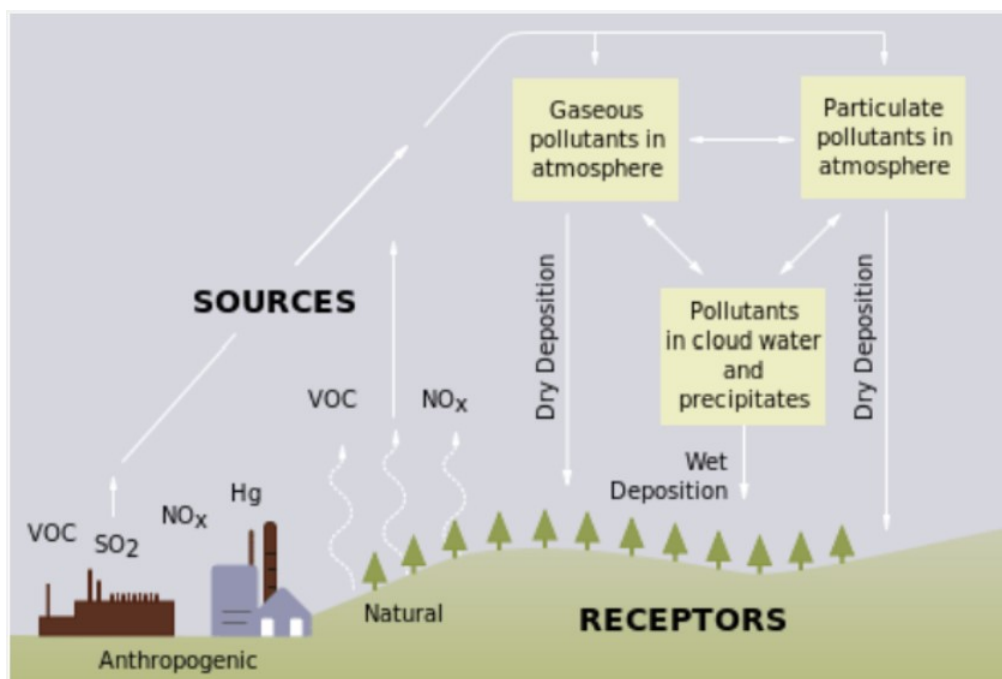 Gaseous
pollutants in
atmosphere
Particulate
pollutants in
atmosphere
SOURCES
Dry Deposition
Pollutants
in cloud water
and
precipitates
Dry Deposition
VOC
NOx
Wet
Deposition
Hg
NOx
VOC
SO2
Natural
RECEPTORS
Anthropogenic